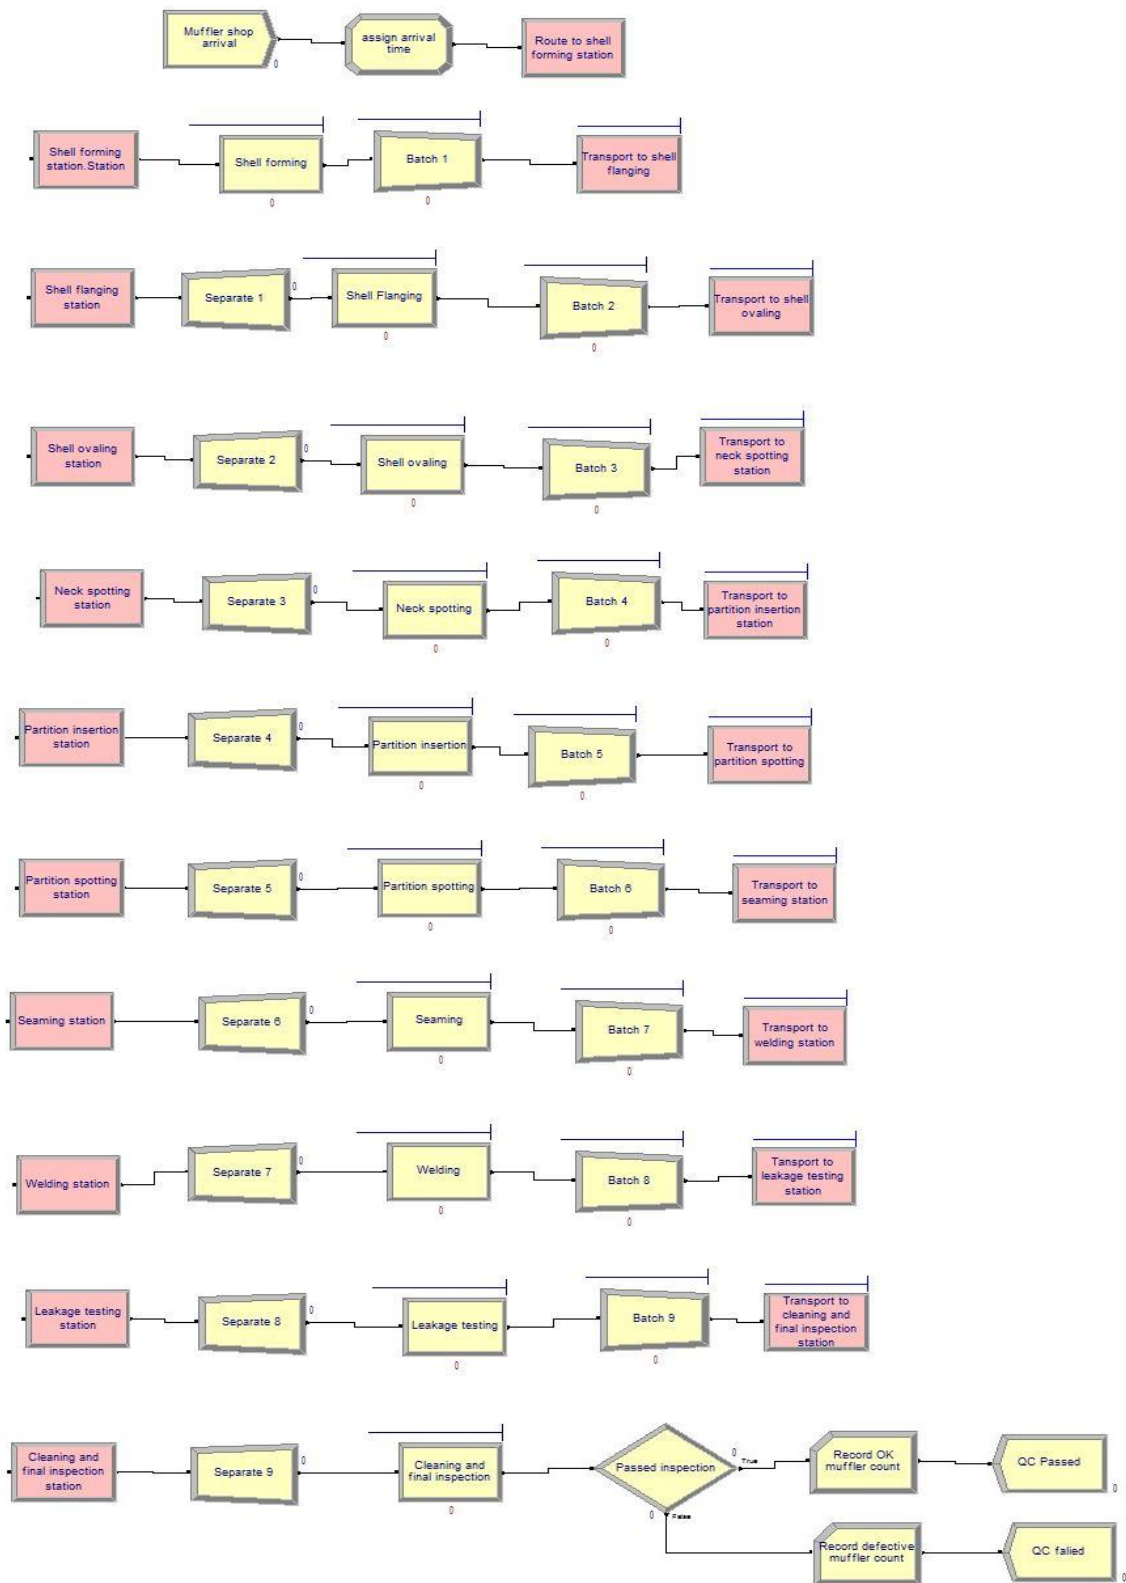 Muffler shop
arrival
0
assign arrival
time
Route to shell
forming station
Shell forming
station.Station
Shell forming
0
Batch 1
0
Transport to shell
flanging
Shell flanging
station
Separate 1
0
Shell Flanging
0
Batch 2
0
Transport to shell
ovaling
Shell ovaling
station
Separate 2
0
Shell ovaling
0
Batch 3
0
Transport to
neck spotting
station
Neck spotting
station
Separate 3
0
Neck spotting
0
Batch 4
0
Transport to
partition insertion
station
Partition insertion
station
Separate 4
0
Partition insertion
0
Batch 5
0
Transport to
partition spotting
Partition spotting
station
Separate 5
0
Partition spotting
0
Batch 6
0
Transport to
seaming station
Seaming station
Separate 6
0
Seaming
0
Batch 7
0
Transport to
welding station
Welding station
Separate 7
0
Welding
0
Batch 8
0
Tansport to
leakage testing
station
Leakage testing
station
Separate 8
0
Leakage testing
0
Batch 9
0
Transport to
cleaning and
final inspection
station
Cleaning and
final inspection
station
Separate 9
0
Cleaning and
final inspection
0
Passed inspection
0
True
0
False
Record OK
muffler count
QC Passed
0
Record defective
muffler count
QC falied
0